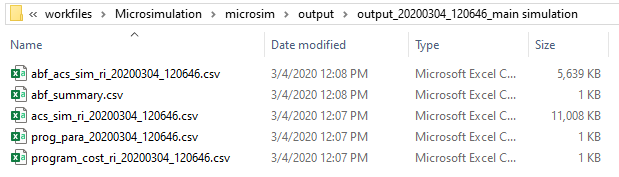 « workfiles › Microsimulation › microsim › output › output_20200304_120646_main simulation
Name Date modified Type Size
abf_acs_sim_ri_20200304_120646.csv 3/4/2020 12:08 PM Microsoft Excel C... 5,639 KB
abf_summary.csv 3/4/2020 12:08 PM Microsoft Excel C... 1 KB
acs_sim_ri_20200304_120646.csv 3/4/2020 12:07 PM Microsoft Excel C... 11,008 KB
prog_para_20200304_120646.csv 3/4/2020 12:07 PM Microsoft Excel C... 1 KB
program_cost_ri_20200304_120646.csv 3/4/2020 12:07 PM Microsoft Excel C... 1 KB